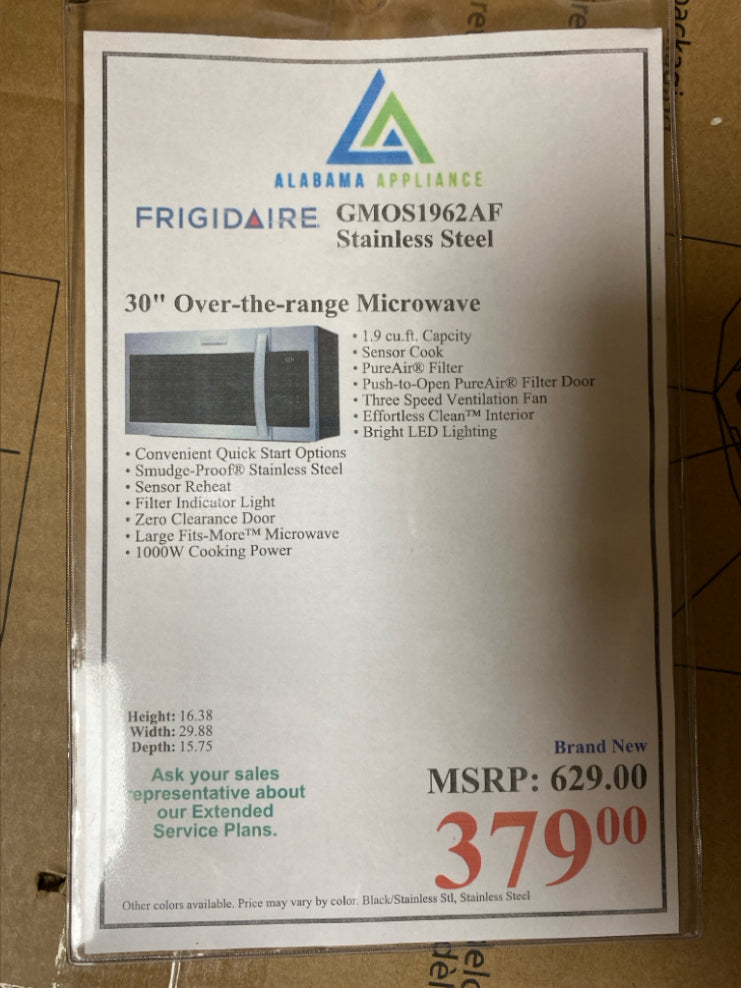 ALABAMA APPLIANCE
FRIGIDAIRE
GMOS1962AF
Stainless Steel
30" Over-the-range Microwave
• 1.9 cu.ft. Capcity
• Sensor Cook
• PureAir® Filter
• Push-to-Open PureAir® Filter Door
• Three Speed Ventilation Fan
• Effortless Clean™ Interior
• Bright LED Lighting
• Convenient Quick Start Options
• Smudge-Proof® Stainless Steel
• Sensor Reheat
• Filter Indicator Light
• Zero Clearance Door
• Large Fits-More™ Microwave
• 1000W Cooking Power
Height: 16.38
Width: 29.88
Depth: 15.75
Ask your sales
epresentative about
our Extended
Service Plans.
Brand New
MSRP: 629.00
379⁰⁰
Other colors available. Price may vary by color. Black/Stainless Stl, Stainless Steel